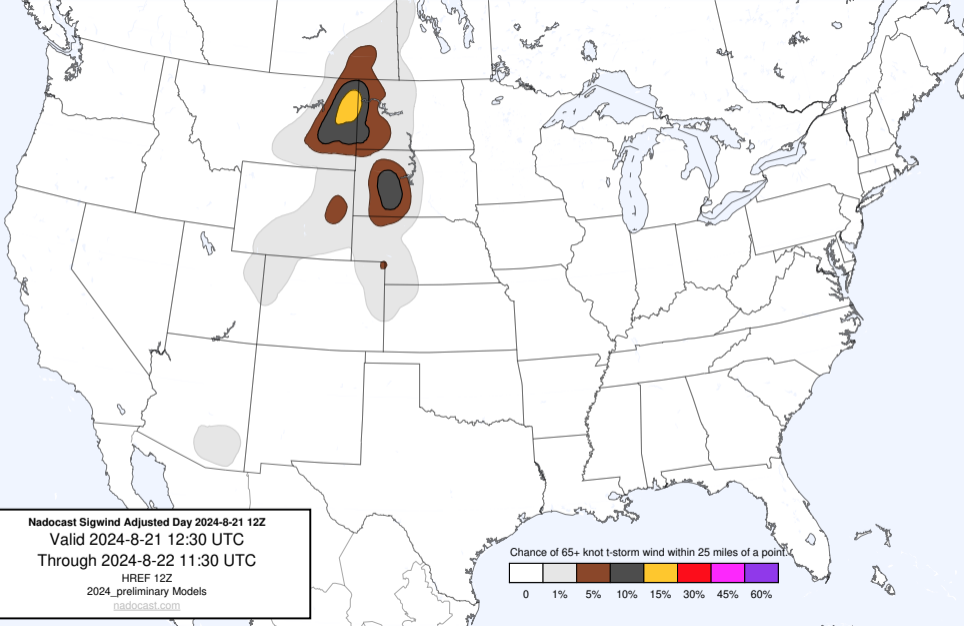 Nadocast Sigwind Adjusted Day 2024-8-21 12Z
Valid 2024-8-21 12:30 UTC
Through 2024-8-22 11:30 UTC
HREF 12Z
2024_preliminary Models
nadocast.com
Chance of 65+ knot t-storm wind within 25 miles of a point.
0 1% 5% 10% 15% 30% 45% 60%